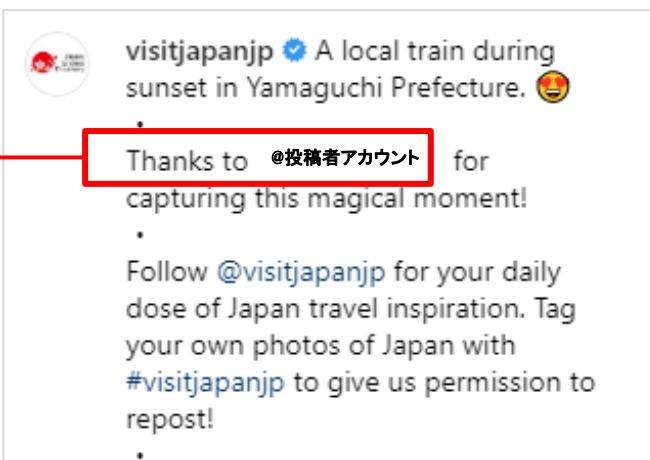 visitjapanjp A local train during
sunset in Yamaguchi Prefecture. 😍
•
Thanks to @投稿者アカウント for
capturing this magical moment!
•
Follow @visitjapanjp for your daily
dose of Japan travel inspiration. Tag
your own photos of Japan with
#visitjapanjp to give us permission to
repost!
•